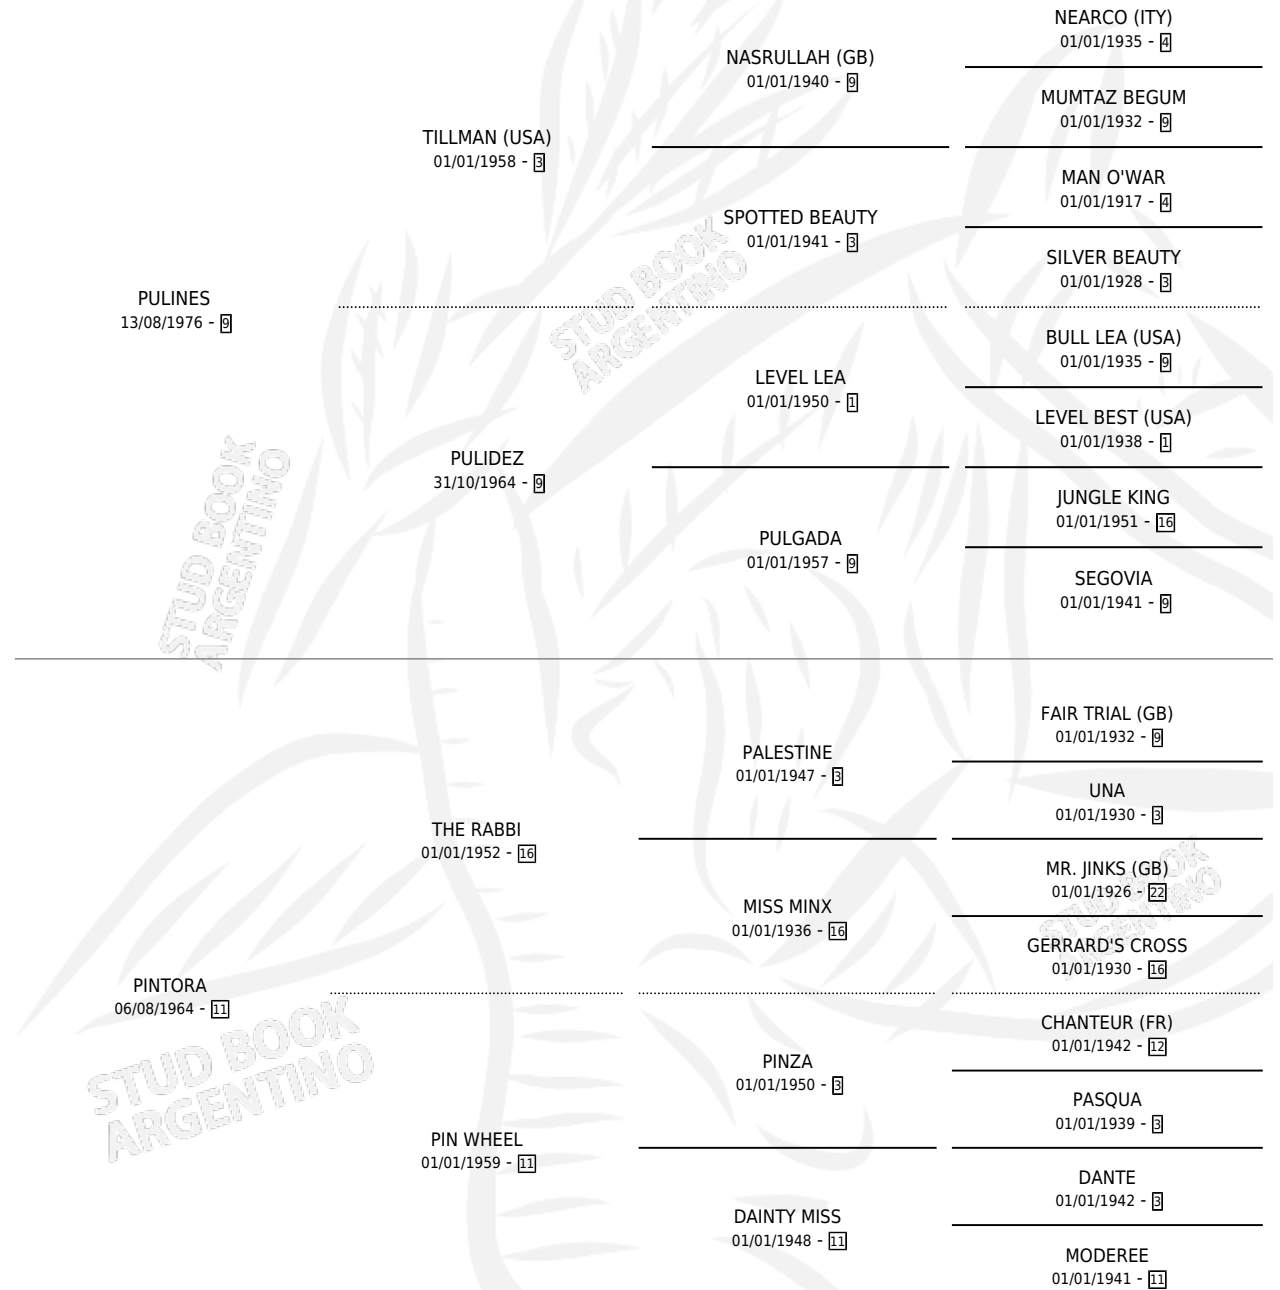 NEARCO (ITY)
01/01/1935 - 4
NASRULLAH (GB)
01/01/1940 - 9
MUMTAZ BEGUM
01/01/1932 - 9
TILLMAN (USA)
01/01/1958 - 3
MAN O'WAR
01/01/1917 - 4
SPOTTED BEAUTY
01/01/1941 - 3
SILVER BEAUTY
01/01/1928 - 3
PULINES
13/08/1976 - 9
BULL LEA (USA)
01/01/1935 - 9
LEVEL LEA
01/01/1950 - 1
LEVEL BEST (USA)
01/01/1938 - 1
PULIDEZ
31/10/1964 - 9
JUNGLE KING
01/01/1951 - 16
PULGADA
01/01/1957 - 9
SEGOVIA
01/01/1941 - 9
FAIR TRIAL (GB)
01/01/1932 - 9
PALESTINE
01/01/1947 - 3
UNA
01/01/1930 - 3
THE RABBI
01/01/1952 - 16
MR. JINKS (GB)
01/01/1926 - 22
MISS MINX
01/01/1936 - 16
GERRARD'S CROSS
01/01/1930 - 16
PINTORA
06/08/1964 - 11
CHANTEUR (FR)
01/01/1942 - 12
PINZA
01/01/1950 - 3
PASQUA
01/01/1939 - 3
PIN WHEEL
01/01/1959 - 11
DANTE
01/01/1942 - 3
DAINTY MISS
01/01/1948 - 11
MODEREE
01/01/1941 - 11
STUD BOOK
ARGENTINO
STUD BOOK
ARGENTINO
STUD BOOK
ARGENTINO
STUD BOOK
ARGENTINO